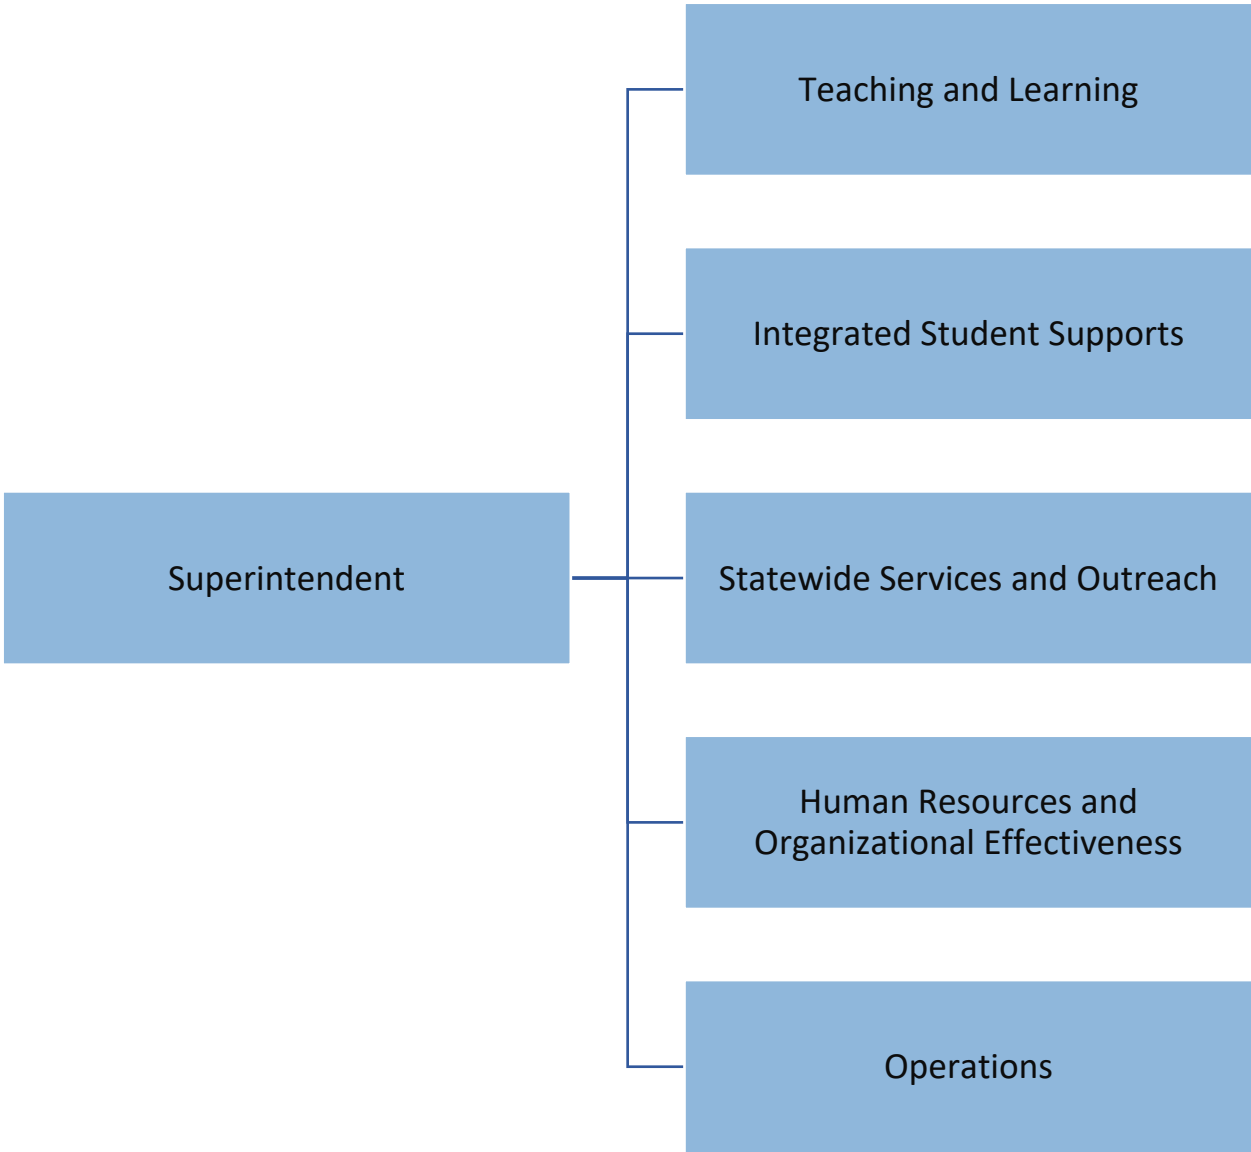 Teaching and Learning
Integrated Student Supports
Superintendent
Statewide Services and Outreach
Human Resources and
Organizational Effectiveness
Operations